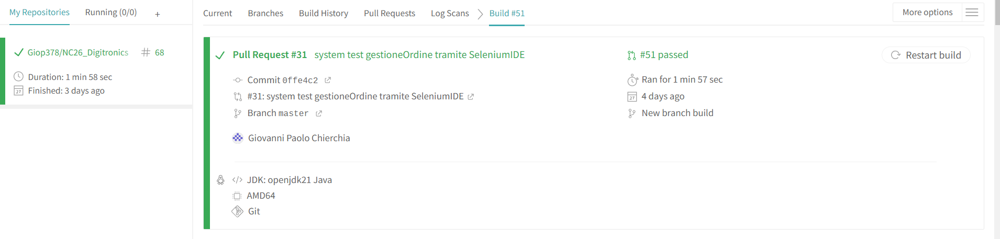 My Repositories Running (0/0) +
Giop378/NC26_Digitronics # 68
Duration: 1 min 58 sec
Finished: 3 days ago
Current Branches Build History Pull Requests Log Scans Build #51
More options
Pull Request #31 system test gestioneOrdine tramite SeleniumIDE
#51 passed
Restart build
Commit 0ffe4c2
Ran for 1 min 57 sec
#31: system test gestioneOrdine tramite SeleniumIDE
27 4 days ago
Branch master
New branch build
Giovanni Paolo Chierchia
JDK: openjdk21 Java
AMD64
Git